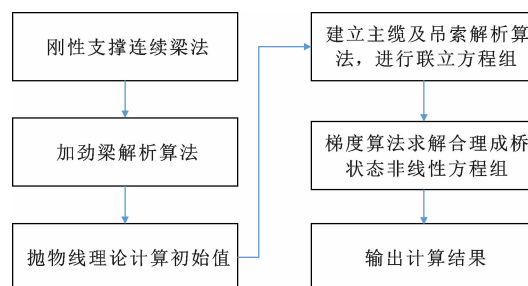 刚性支撑连续梁法
加劲梁解析算法
抛物线理论计算初始值
建立主缆及吊索解析算
法，进行联立方程组
梯度算法求解合理成桥
状态非线性方程组
输出计算结果